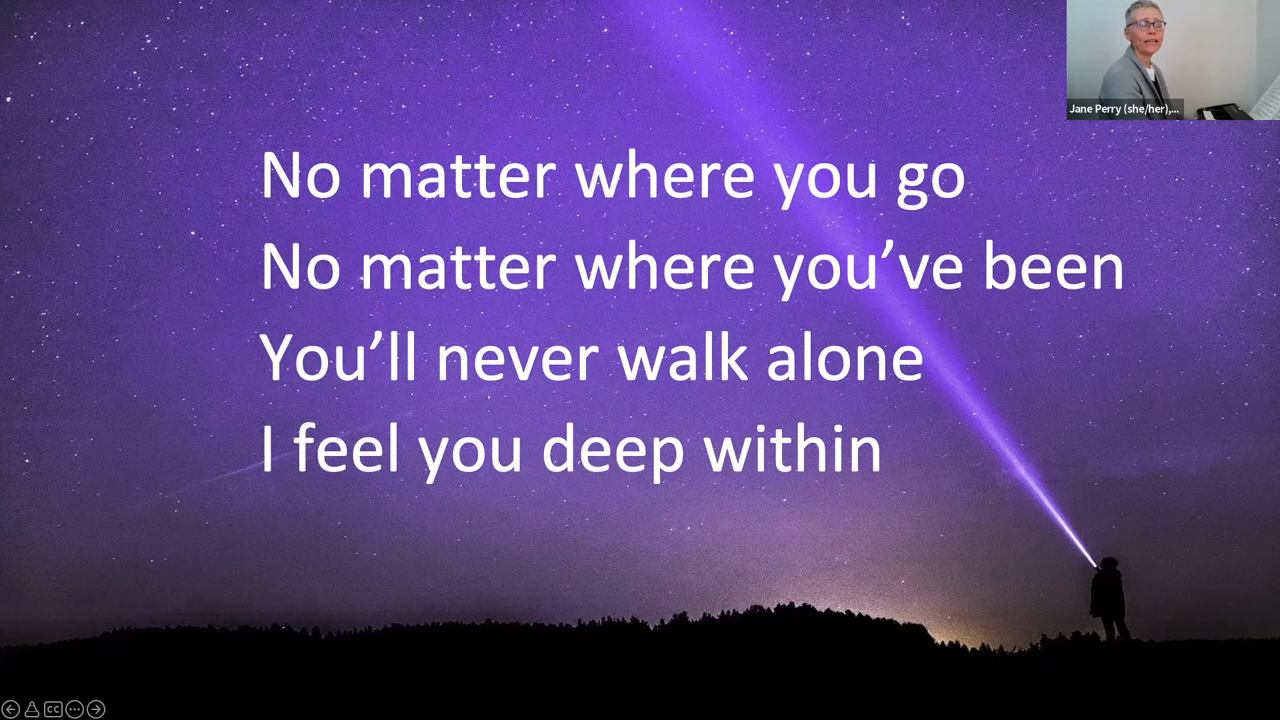 Jane Perry (she/her),...
No matter where you go
No matter where you’ve been
You’ll never walk alone
I feel you deep within
CC